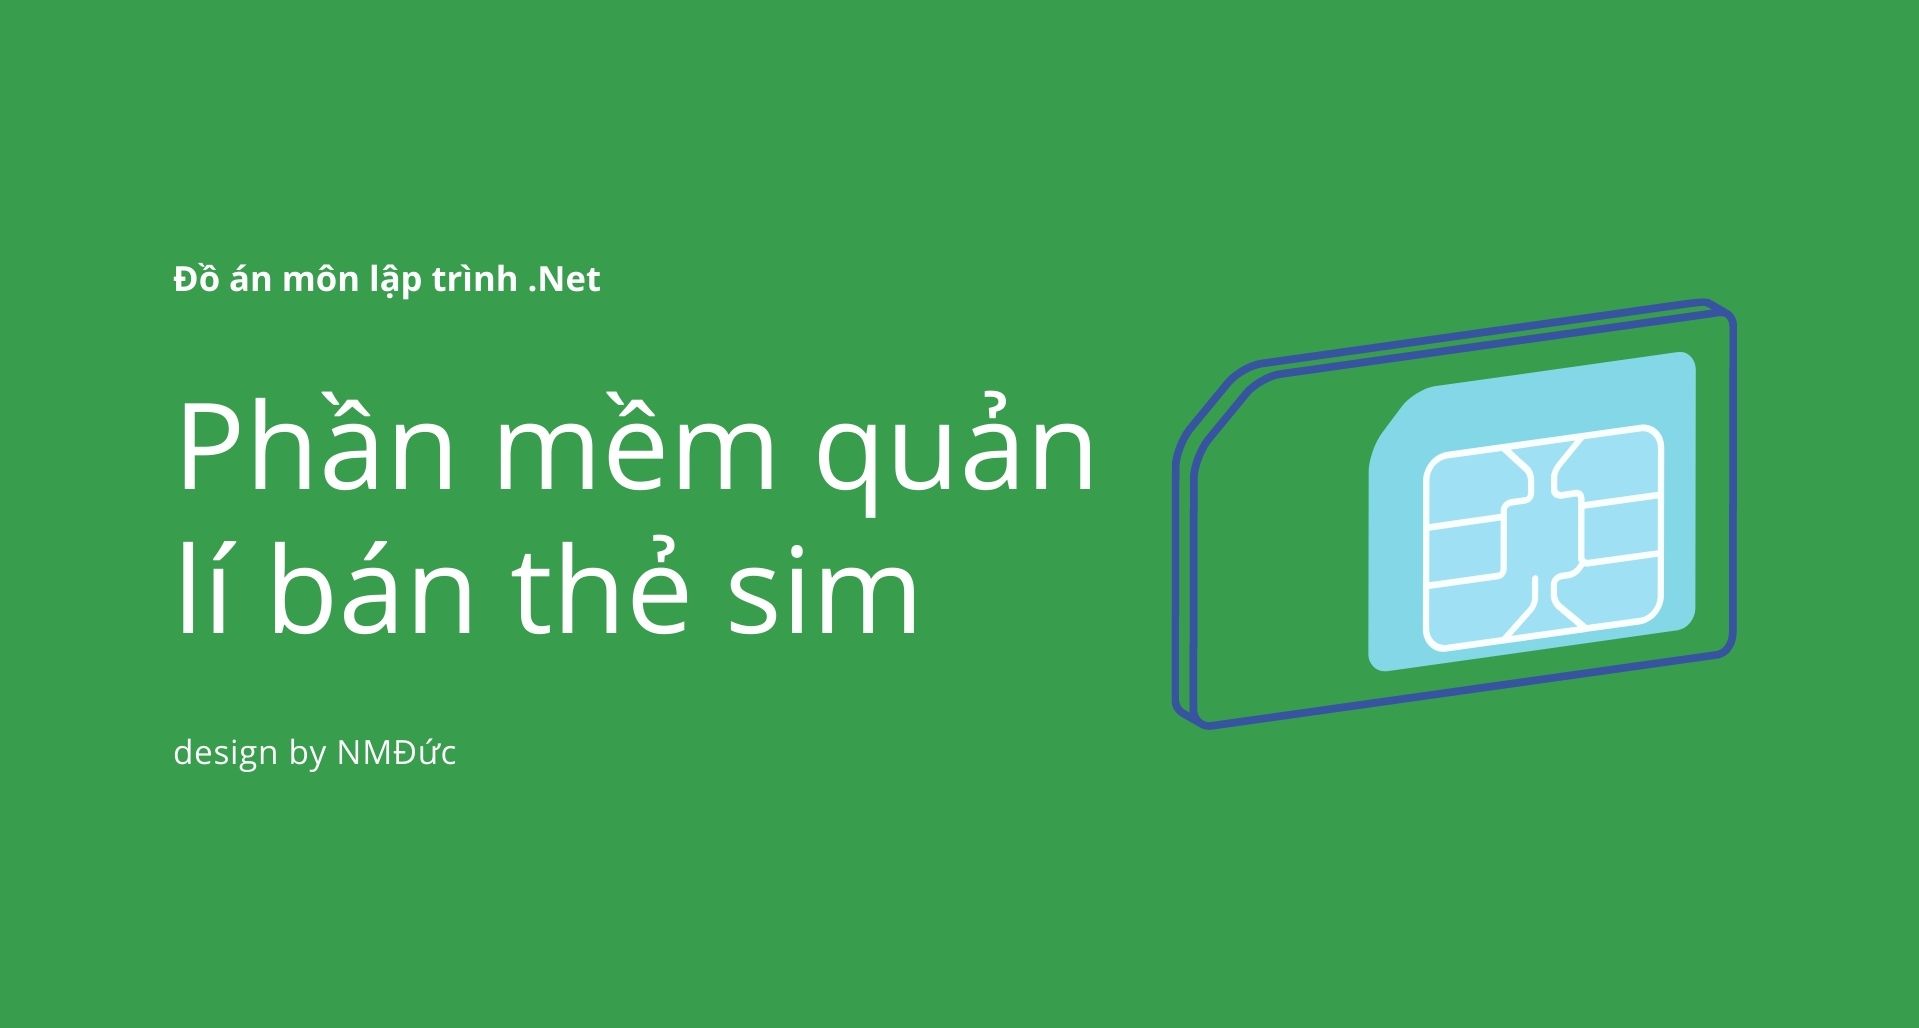 Đồ án môn lập trình .Net
Phần mềm quản
lí bán thẻ sim
design by NMĐức